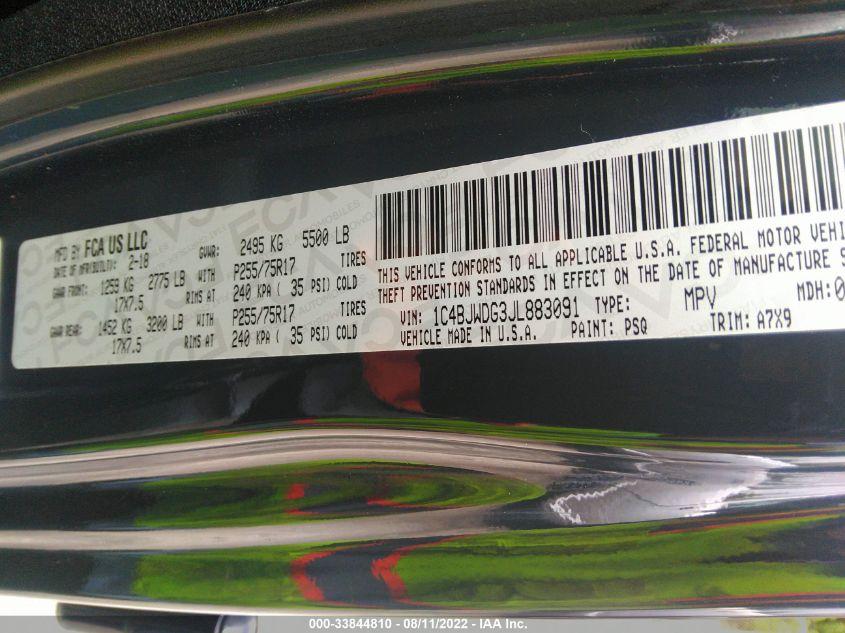 MFD BY FCA US LLC
DATE OF MFR(BUILT)V: 2-18
GVWR: 2495 KG 5500 LB
GAWR FRONT: 1259 KG 2775 LB WITH P255/75R17 TIRES
17X7.5 RIMS AT 240 KPA ( 35 PSI) COLD
GAWR REAR: 1452 KG 3200 LB WITH P255/75R17 TIRES
17X7.5 RIMS AT 240 KPA ( 35 PSI) COLD
THIS VEHICLE CONFORMS TO ALL APPLICABLE U.S.A. FEDERAL MOTOR VEHI
THEFT PREVENTION STANDARDS IN EFFECT ON THE DATE OF MANUFACTURE S
VIN: 1C4BJWDG3JL883091 TYPE: MPV MDH:0
VEHICLE MADE IN U.S.A. PAINT: PSQ TRIM: A7X9
000-33844810 - 08/11/2022 - IAA Inc.